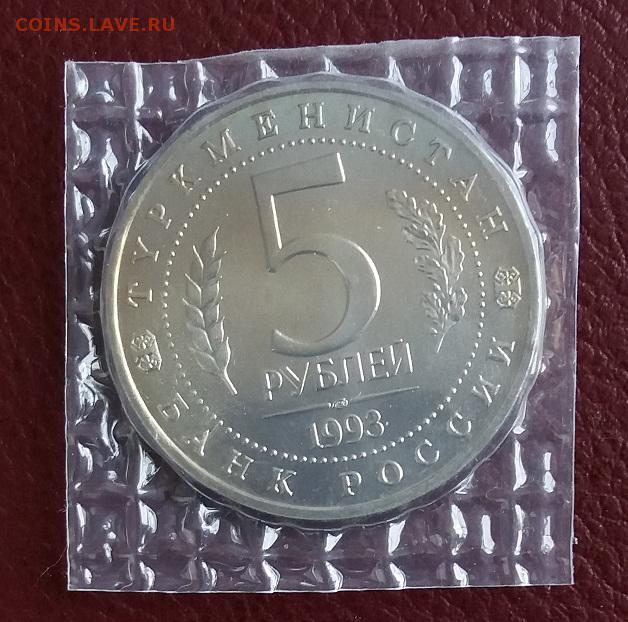 COINS.LAVE.RU
ТУРКМЕНИСТАН
5
РУБЛЕЙ
1993
БАНК РОССИИ